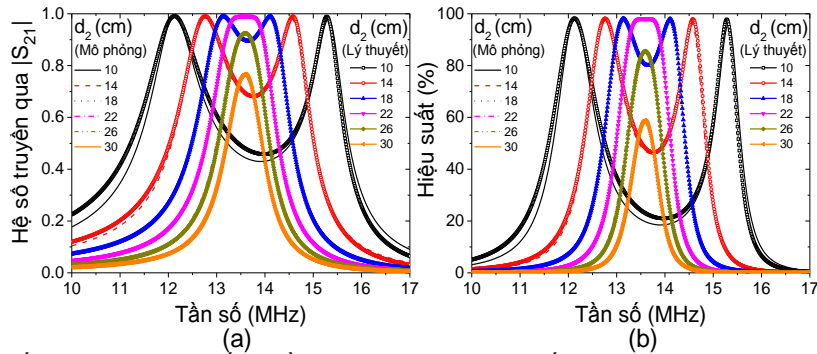 Hệ số truyền qua |S21|
1.0
0.8
0.6
0.4
0.2
0.0
d2 (cm)
(Mô phỏng)
10
14
18
22
26
30
d2 (cm)
(Lý thuyết)
10
14
18
22
26
30
10 11 12 13 14 15 16 17
Tần số (MHz)
(a)
Hiệu suất (%)
100
80
60
40
20
0
d2 (cm)
(Mô phỏng)
10
14
18
22
26
30
d2 (cm)
(Lý thuyết)
10
14
18
22
26
30
10 11 12 13 14 15 16 17
Tần số (MHz)
(b)